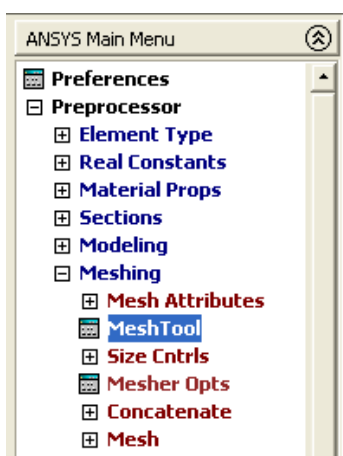 ANSYS Main Menu
Preferences
Preprocessor
Element Type
Real Constants
Material Props
Sections
Modeling
Meshing
Mesh Attributes
MeshTool
Size Cntrls
Mesher Opts
Concatenate
Mesh